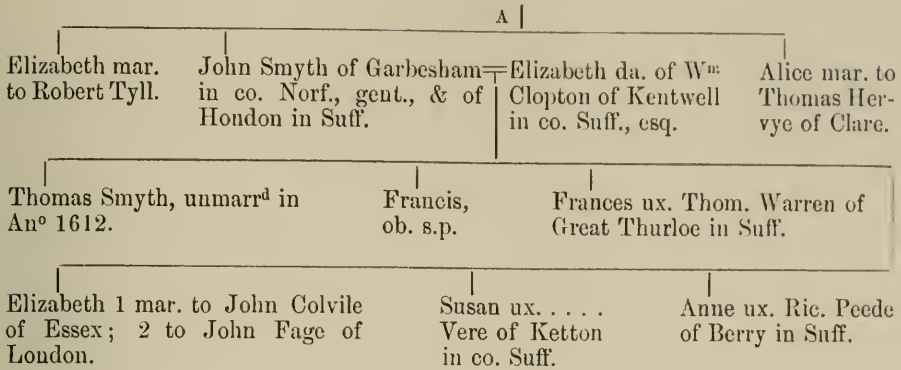 A
Elizabeth mar.
to Robert Tyll.
John Smyth of Garbesham
in co. Norf., gent., & of
Hondon in Suff.
Elizabeth da. of Wm.
Clopton of Kentwell
in co. Suff., esq.
Alice mar. to
Thomas Her-
vye of Clare.
Thomas Smyth, unmarrd in
Ano 1612.
Francis,
ob. s.p.
Frances ux. Thom. Warren of
Great Thurloe in Suff.
Elizabeth 1 mar. to John Colvile
of Essex; 2 to John Fage of
London.
Susan ux. . . . . .
Vere of Ketton
in co. Suff.
Anne ux. Ric. Peede
of Berry in Suff.